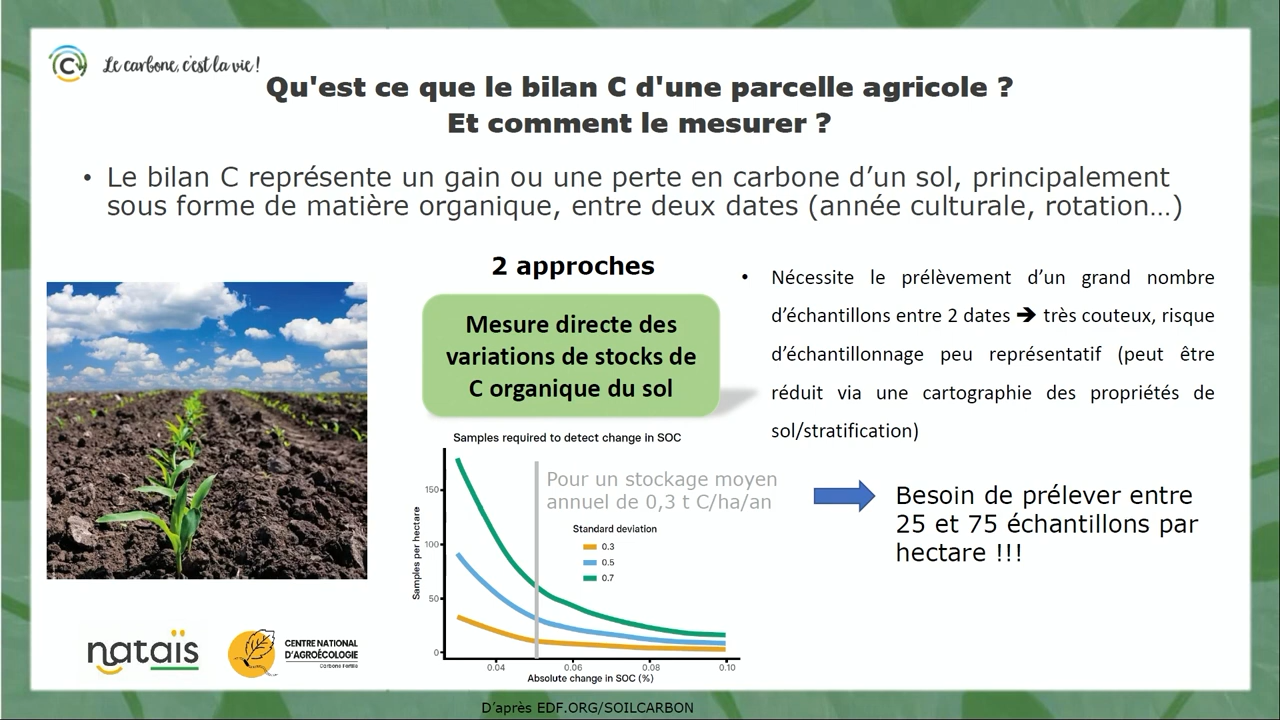 Le carbone, c'est la vie !
Qu'est ce que le bilan C d'une parcelle agricole ?
Et comment le mesurer ?
• Le bilan C représente un gain ou une perte en carbone d’un sol, principalement
sous forme de matière organique, entre deux dates (année culturale, rotation…)
2 approches
Mesure directe des
variations de stocks de
C organique du sol
• Nécessite le prélèvement d’un grand nombre
d’échantillons entre 2 dates ➔ très couteux, risque
d’échantillonnage peu représentatif (peut être
réduit via une cartographie des propriétés de
sol/stratification)
Samples required to detect change in SOC
Pour un stockage moyen
annuel de 0,3 t C/ha/an
Standard deviation
0.3
0.5
0.7
Samples per hectare
150
100
50
0
0.04 0.06 0.08 0.10
Absolute change in SOC (%)
Besoin de prélever entre
25 et 75 échantillons par
hectare !!!
nataïs
CENTRE NATIONAL
D'AGROÉCOLOGIE
Carbone Fertile
D’après EDF.ORG/SOILCARBON